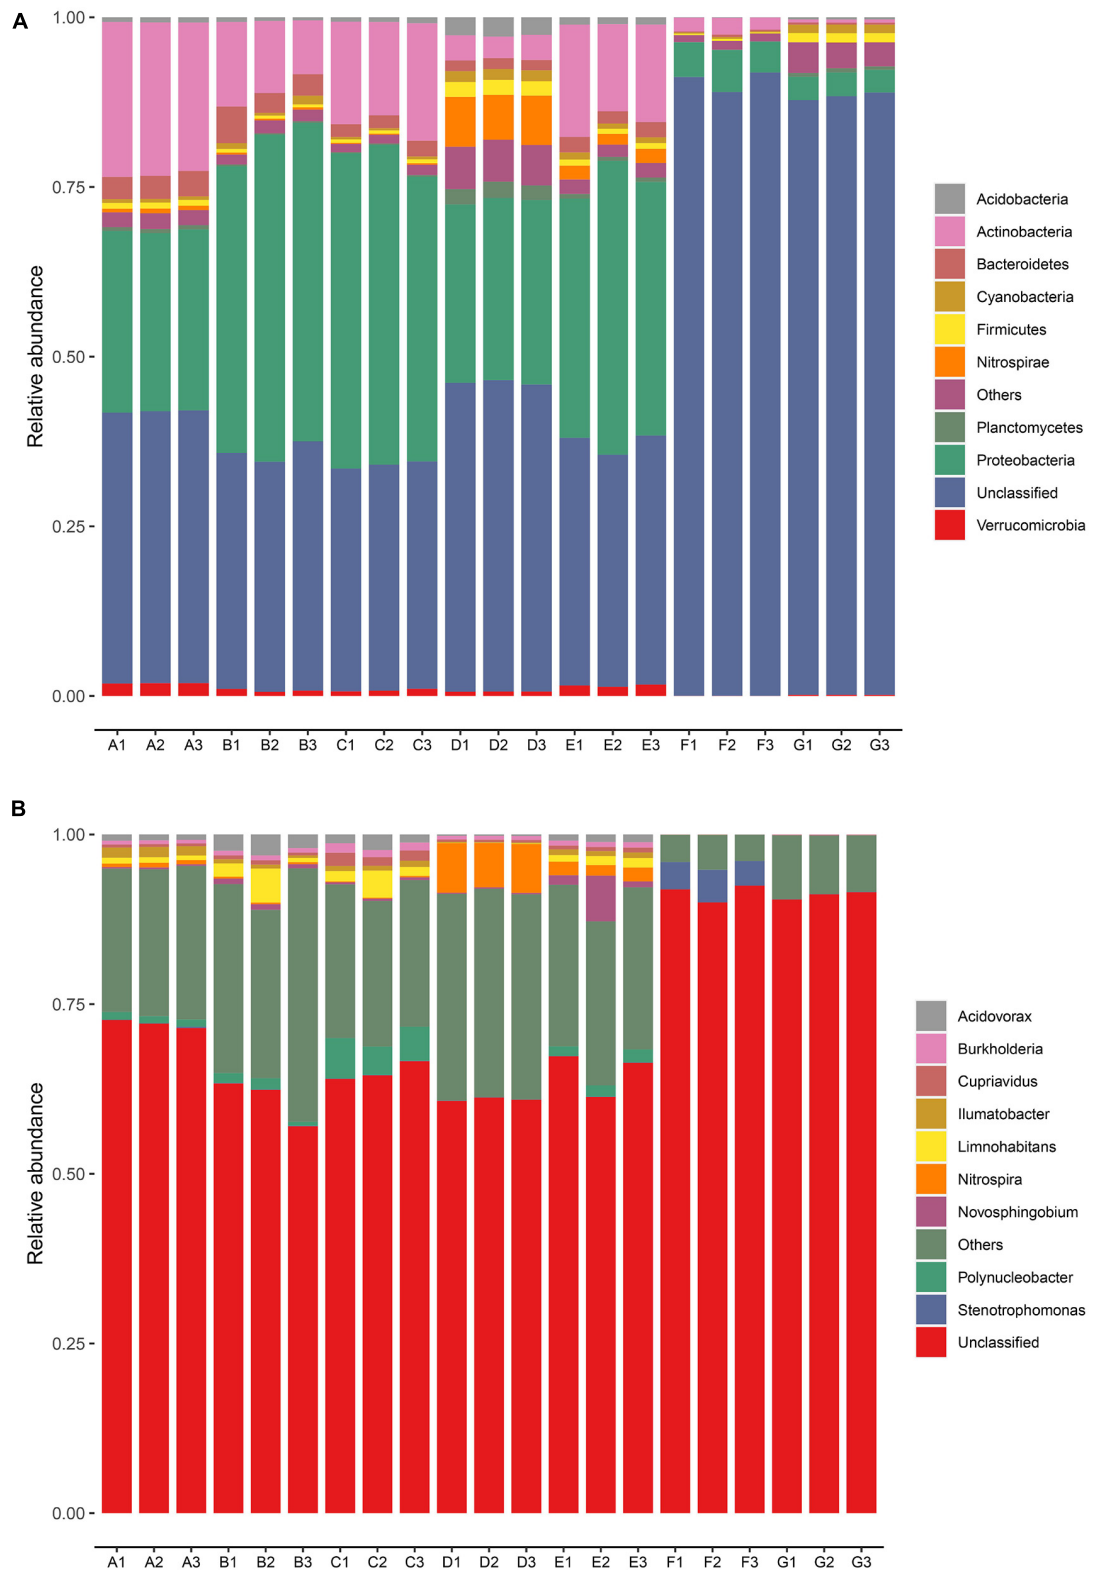 A
1.00
0.75
0.50
0.25
0.00
Relative abundance
A1 A2 A3 B1 B2 B3 C1 C2 C3 D1 D2 D3 E1 E2 E3 F1 F2 F3 G1 G2 G3
Acidobacteria
Actinobacteria
Bacteroidetes
Cyanobacteria
Firmicutes
Nitrospirae
Others
Planctomycetes
Proteobacteria
Unclassified
Verrucomicrobia
B
1.00
0.75
0.50
0.25
0.00
Relative abundance
A1 A2 A3 B1 B2 B3 C1 C2 C3 D1 D2 D3 E1 E2 E3 F1 F2 F3 G1 G2 G3
Acidovorax
Burkholderia
Cupriavidus
Ilumatobacter
Limnohabitans
Nitrospira
Novosphingobium
Others
Polynucleobacter
Stenotrophomonas
Unclassified